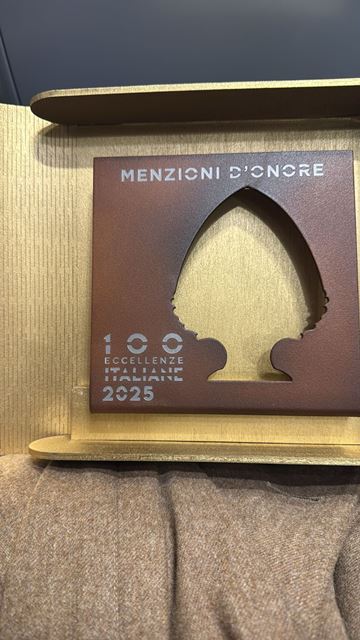 MENZIONI D'ONORE
100
ECCELLENZE
ITALIANE
2025